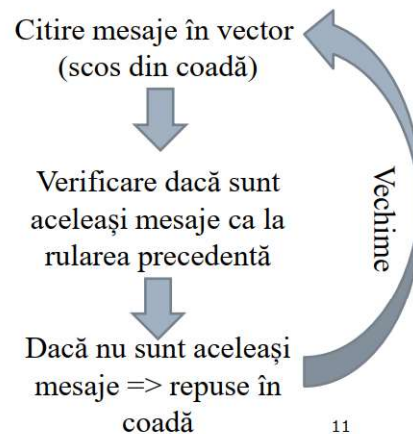 Citire mesaje în vector
(scos din coadă)
Verificare dacă sunt
aceleași mesaje ca la
rularea precedentă
Vechime
Dacă nu sunt aceleași
mesaje => repuse în
coadă
11